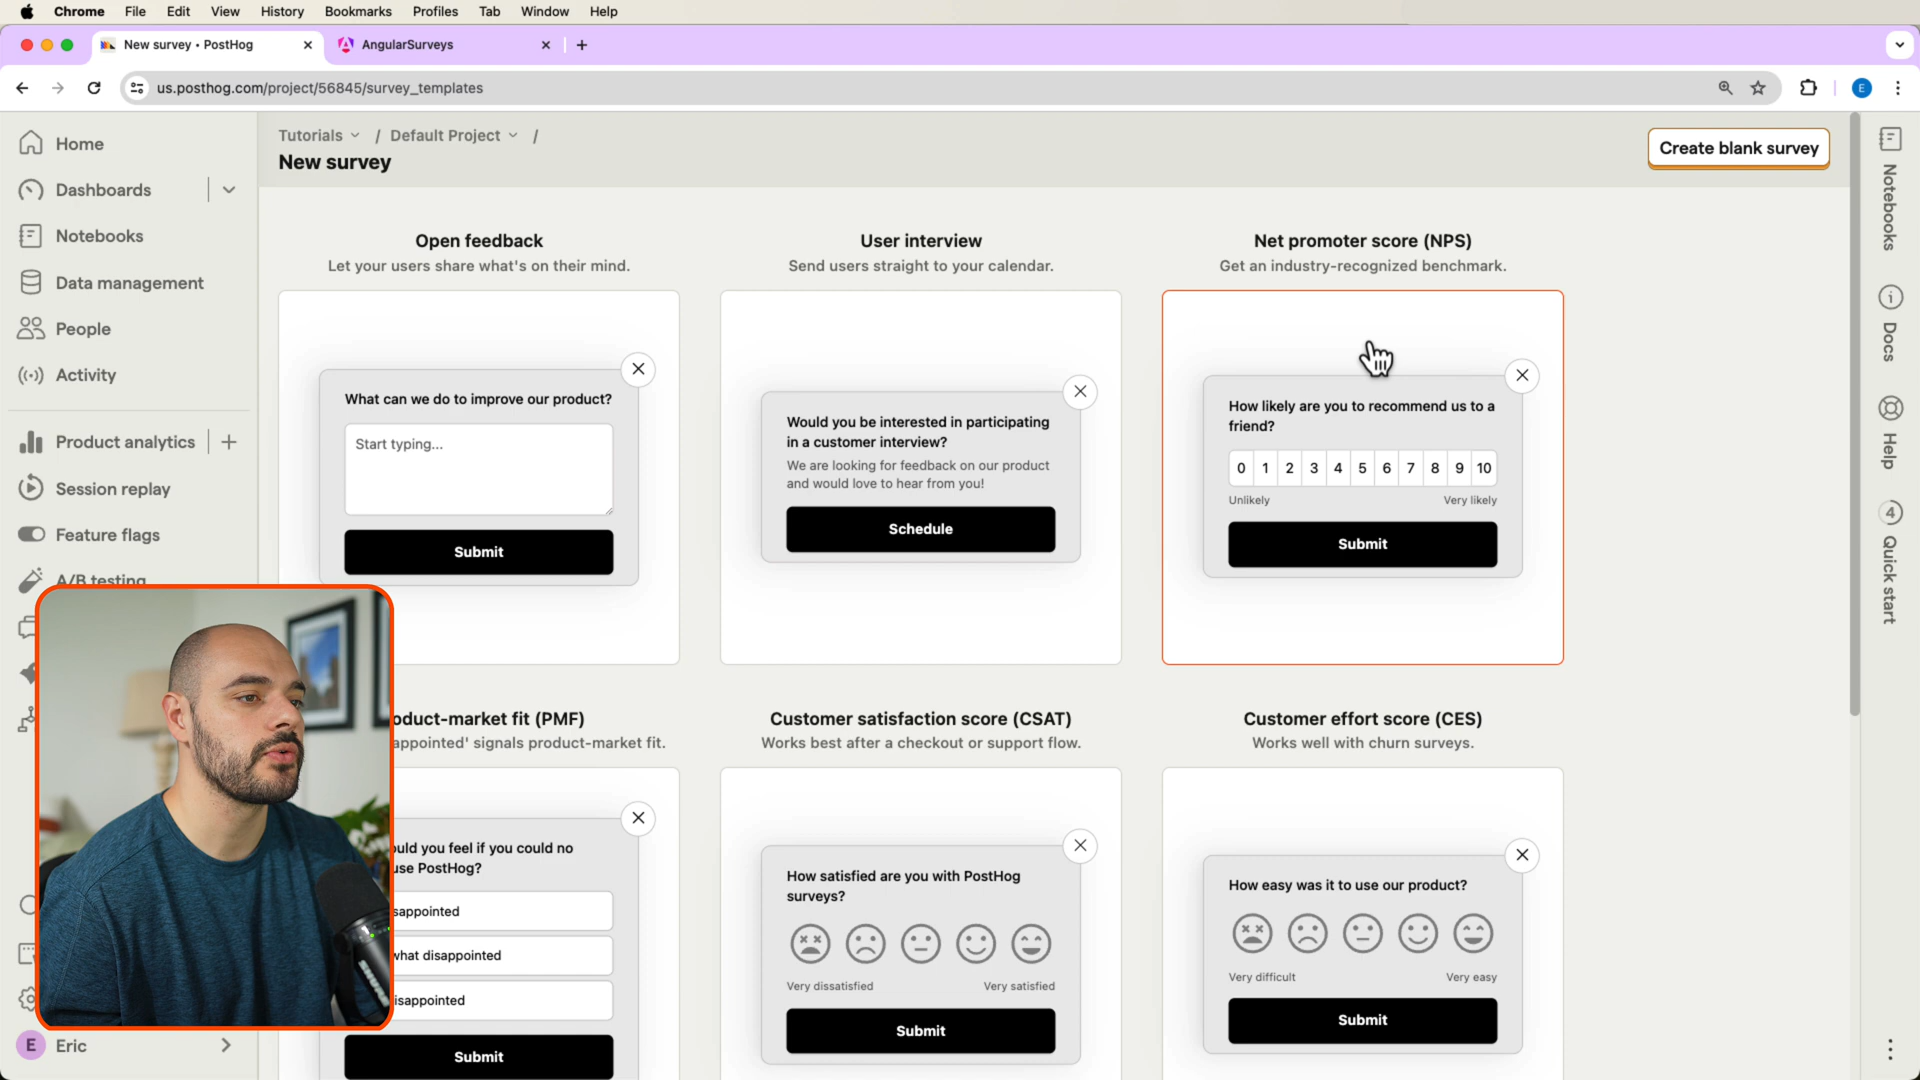 Chrome File Edit View History Bookmarks Profiles Tab Window Help
New survey • PostHog
AngularSurveys
us.posthog.com/project/56845/survey_templates
E
Home
Dashboards
Notebooks
Data management
People
Activity
Product analytics
Session replay
Feature flags
A/B testing
E Eric
Tutorials / Default Project /
New survey
Create blank survey
Open feedback
Let your users share what's on their mind.
What can we do to improve our product?
Start typing...
Submit
User interview
Send users straight to your calendar.
Would you be interested in participating
in a customer interview?
We are looking for feedback on our product
and would love to hear from you!
Schedule
Net promoter score (NPS)
Get an industry-recognized benchmark.
How likely are you to recommend us to a
friend?
0 1 2 3 4 5 6 7 8 9 10
Unlikely Very likely
Submit
oduct-market fit (PMF)
appointed' signals product-market fit.
uld you feel if you could no
use PostHog?
sappointed
what disappointed
isappointed
Submit
Customer satisfaction score (CSAT)
Works best after a checkout or support flow.
How satisfied are you with PostHog
surveys?
Very dissatisfied Very satisfied
Submit
Customer effort score (CES)
Works well with churn surveys.
How easy was it to use our product?
Very difficult Very easy
Submit
Notebooks
Docs
Help
4
Quick start